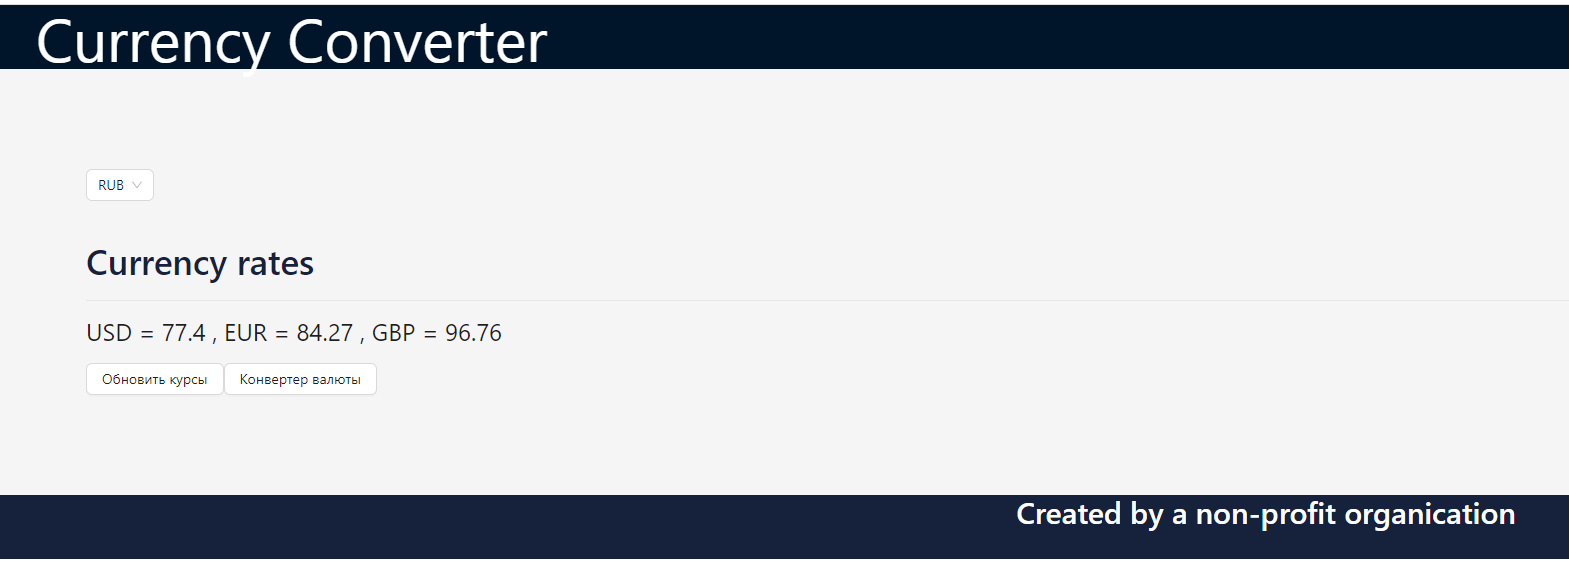 Currency Converter
RUB
Currency rates
USD = 77.4 , EUR = 84.27 , GBP = 96.76
Обновить курсы Конвертер валюты
Created by a non-profit organication